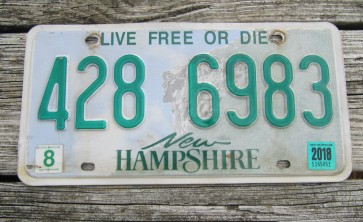 LIVE FREE OR DIE
428 6983
New
HAMPSHIRE
8
2018